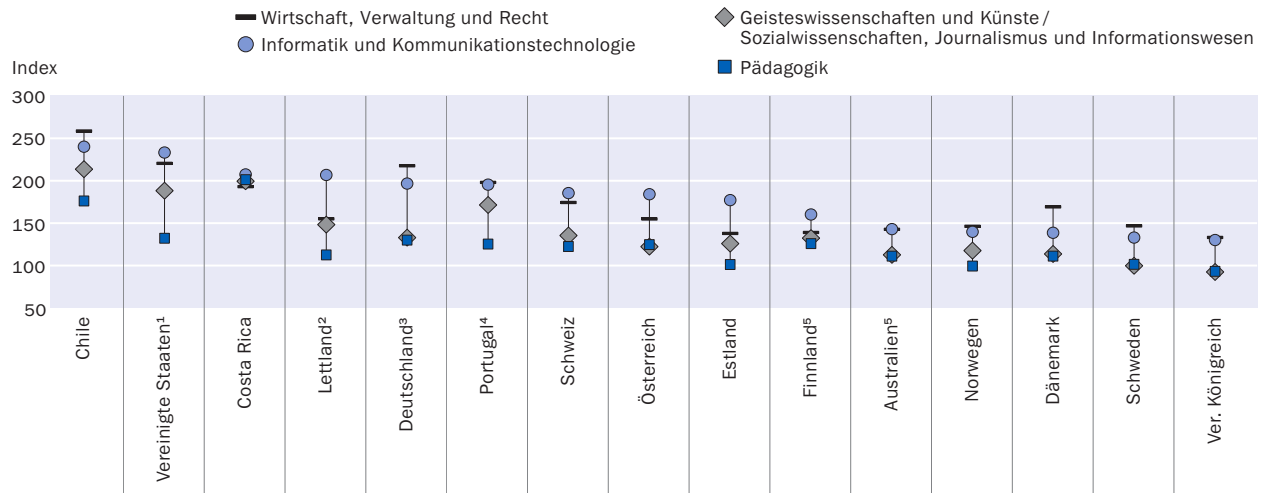 Wirtschaft, Verwaltung und Recht
Informatik und Kommunikationstechnologie
Geisteswissenschaften und Künste/
Sozialwissenschaften, Journalismus und Informationswesen
Pädagogik
Index
300
250
200
150
100
50
Chile
Vereinigte Staaten¹
Costa Rica
Lettland²
Deutschland³
Portugal⁴
Schweiz
Österreich
Estland
Finnland⁵
Australien⁵
Norwegen
Dänemark
Schweden
Ver. Königreich